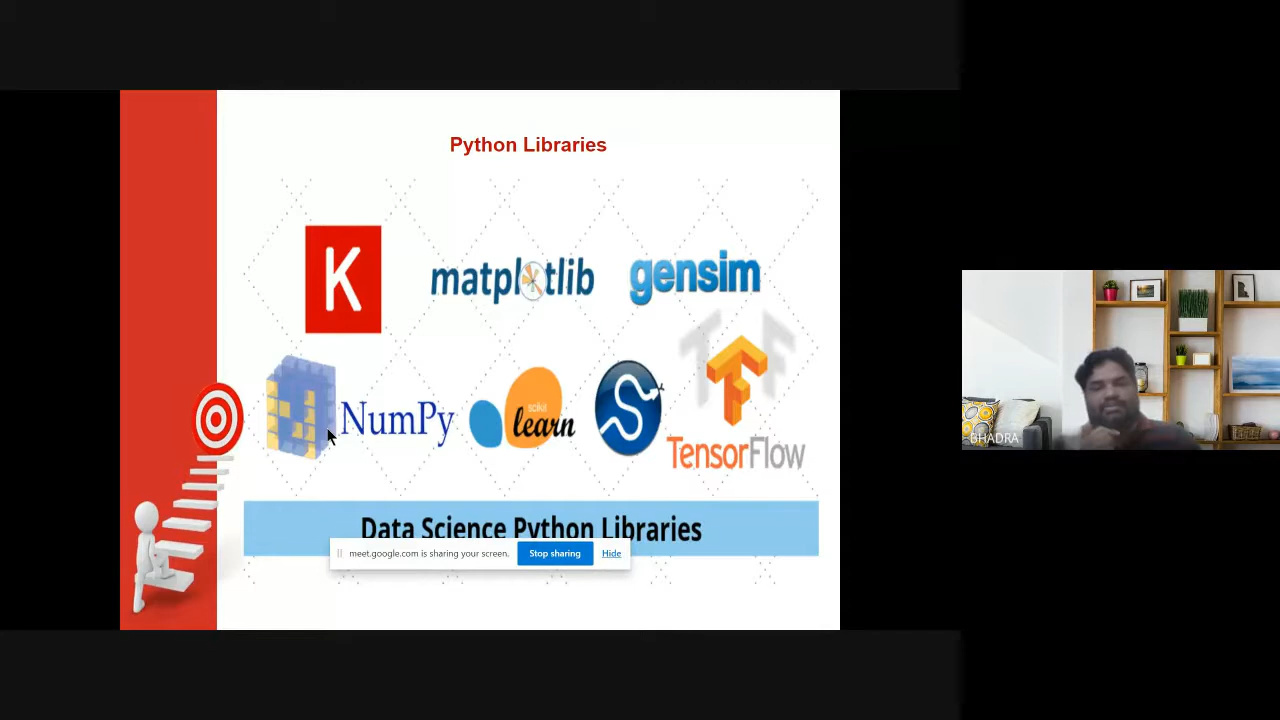 Python Libraries
K
matplotlib
gensim
NumPy
scikit
learn
TensorFlow
Data Science Python Libraries
meet.google.com is sharing your screen.
Stop sharing
Hide
BHADRA